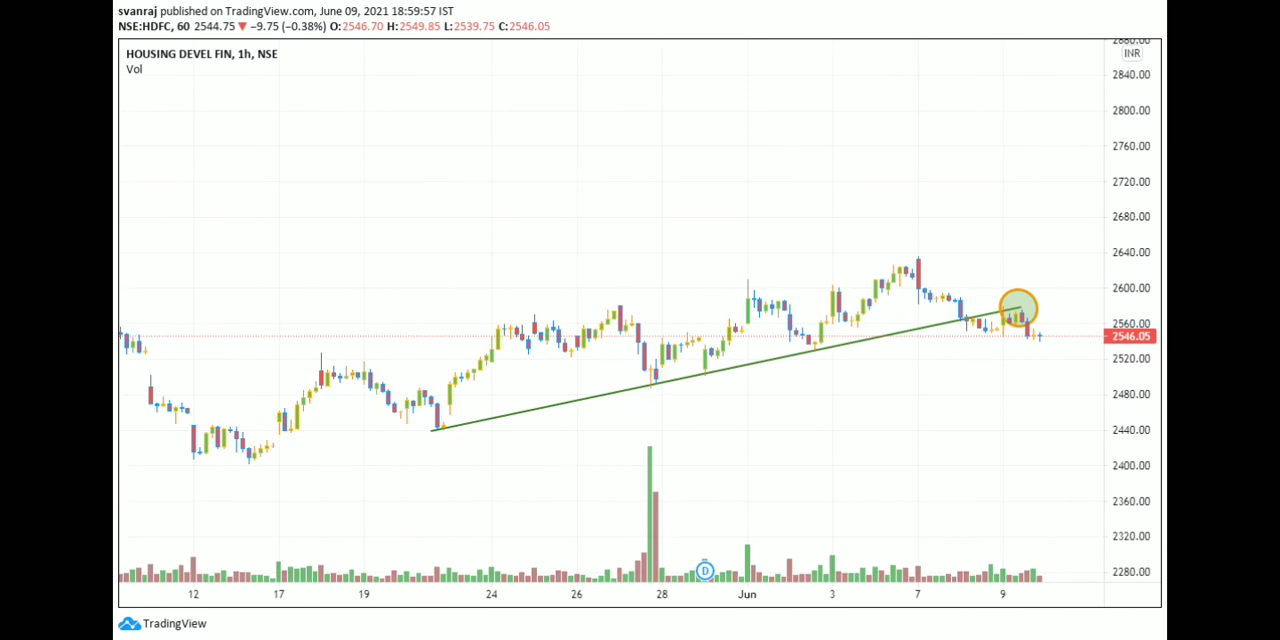 svanraj published on TradingView.com, June 09, 2021 18:59:57 IST
NSE:HDFC, 60 2544.75 ▼ −9.75 (−0.38%) O:2546.70 H:2549.85 L:2539.75 C:2546.05
HOUSING DEVEL FIN, 1h, NSE
Vol
2880.00
INR
2840.00
2800.00
2760.00
2720.00
2680.00
2640.00
2600.00
2560.00
2546.05
2520.00
2480.00
2440.00
2400.00
2360.00
2320.00
2280.00
D
12 17 19 24 26 28 Jun 3 7 9
TradingView